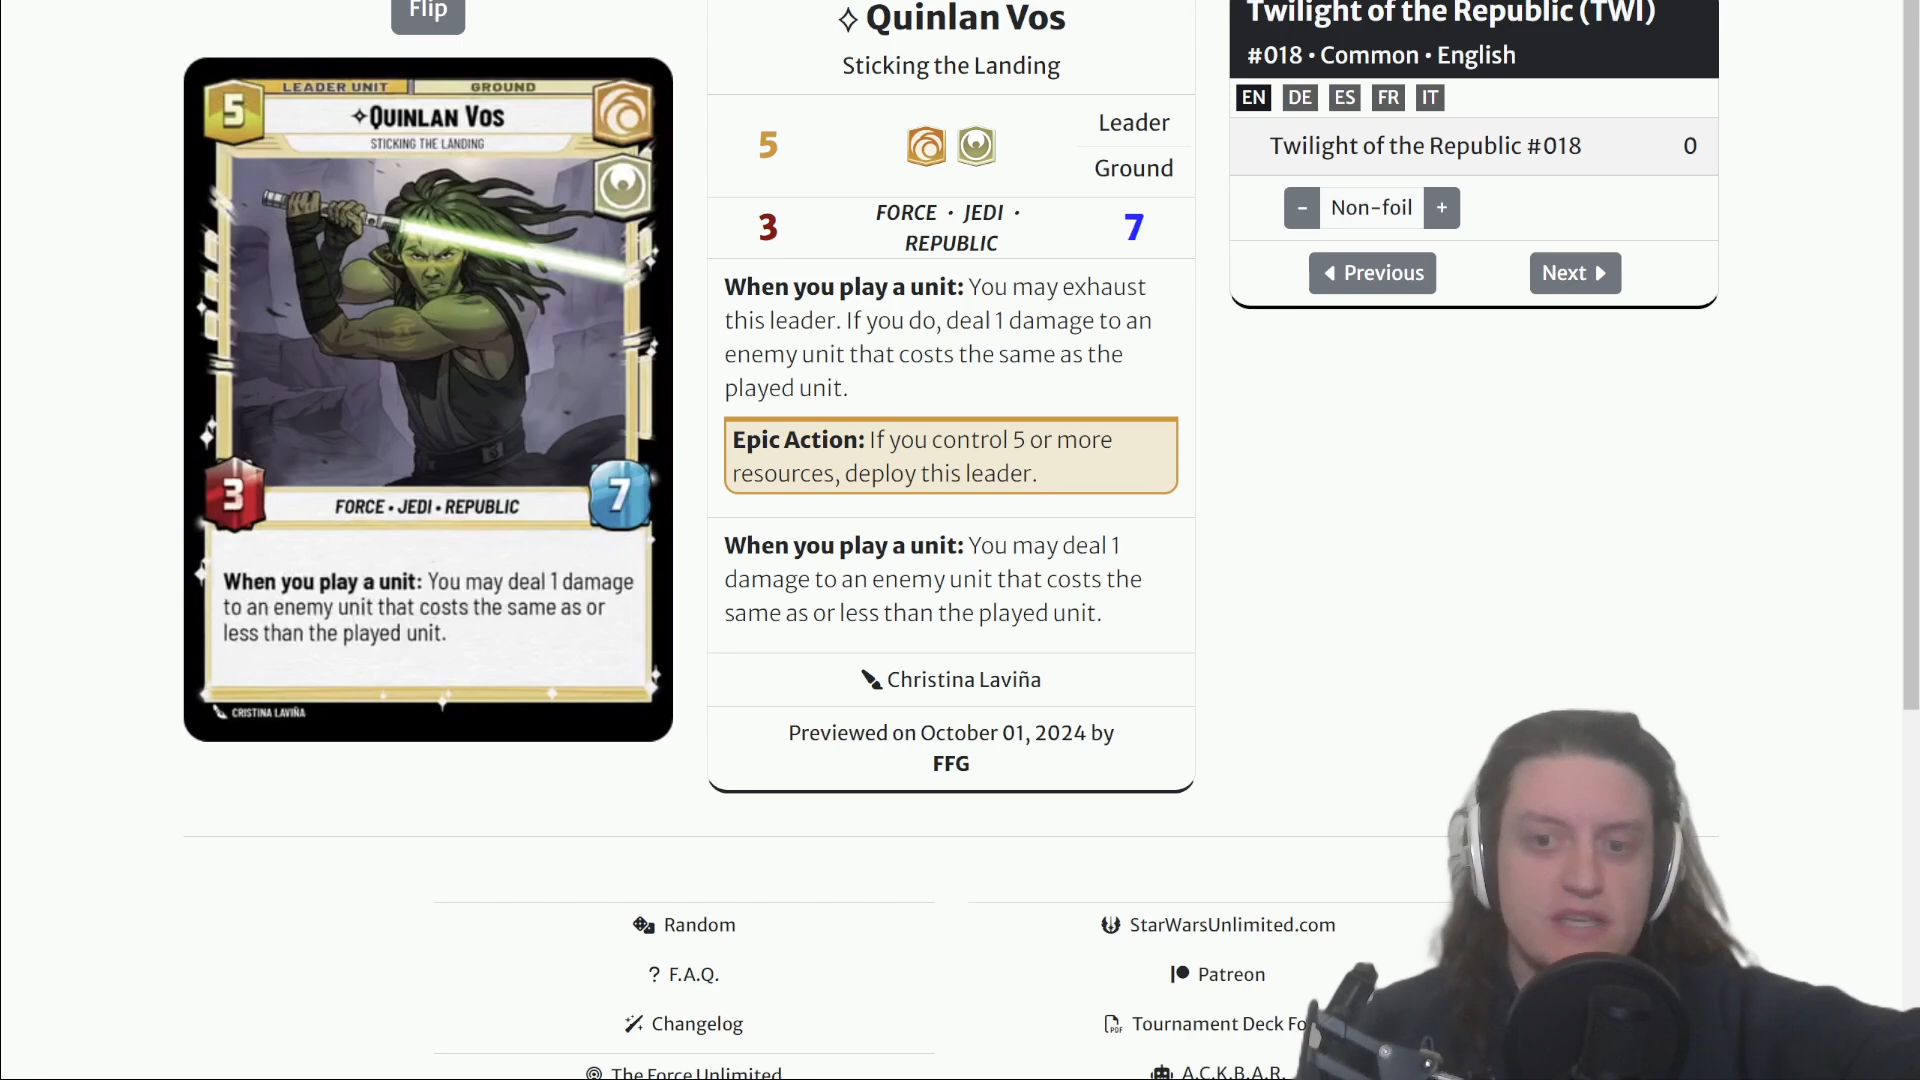 Flip
5
LEADER UNIT
GROUND
QUINLAN VOS
STICKING THE LANDING
3
FORCE • JEDI • REPUBLIC
7
When you play a unit: You may deal 1 damage
to an enemy unit that costs the same as or
less than the played unit.
CRISTINA LAVIÑA
Quinlan Vos
Sticking the Landing
5
Leader
Ground
3
FORCE • JEDI •
REPUBLIC
7
When you play a unit: You may exhaust
this leader. If you do, deal 1 damage to an
enemy unit that costs the same as the
played unit.
Epic Action: If you control 5 or more
resources, deploy this leader.
When you play a unit: You may deal 1
damage to an enemy unit that costs the
same as or less than the played unit.
Christina Laviña
Previewed on October 01, 2024 by
FFG
Twilight of the Republic (TWI)
#018 • Common • English
EN DE ES FR IT
Twilight of the Republic #018 0
- Non-foil +
Previous Next
Random
? F.A.Q.
Changelog
The Force Unlimited
StarWarsUnlimited.com
Patreon
PDF Tournament Deck Fo
A.C.K.B.A.R.